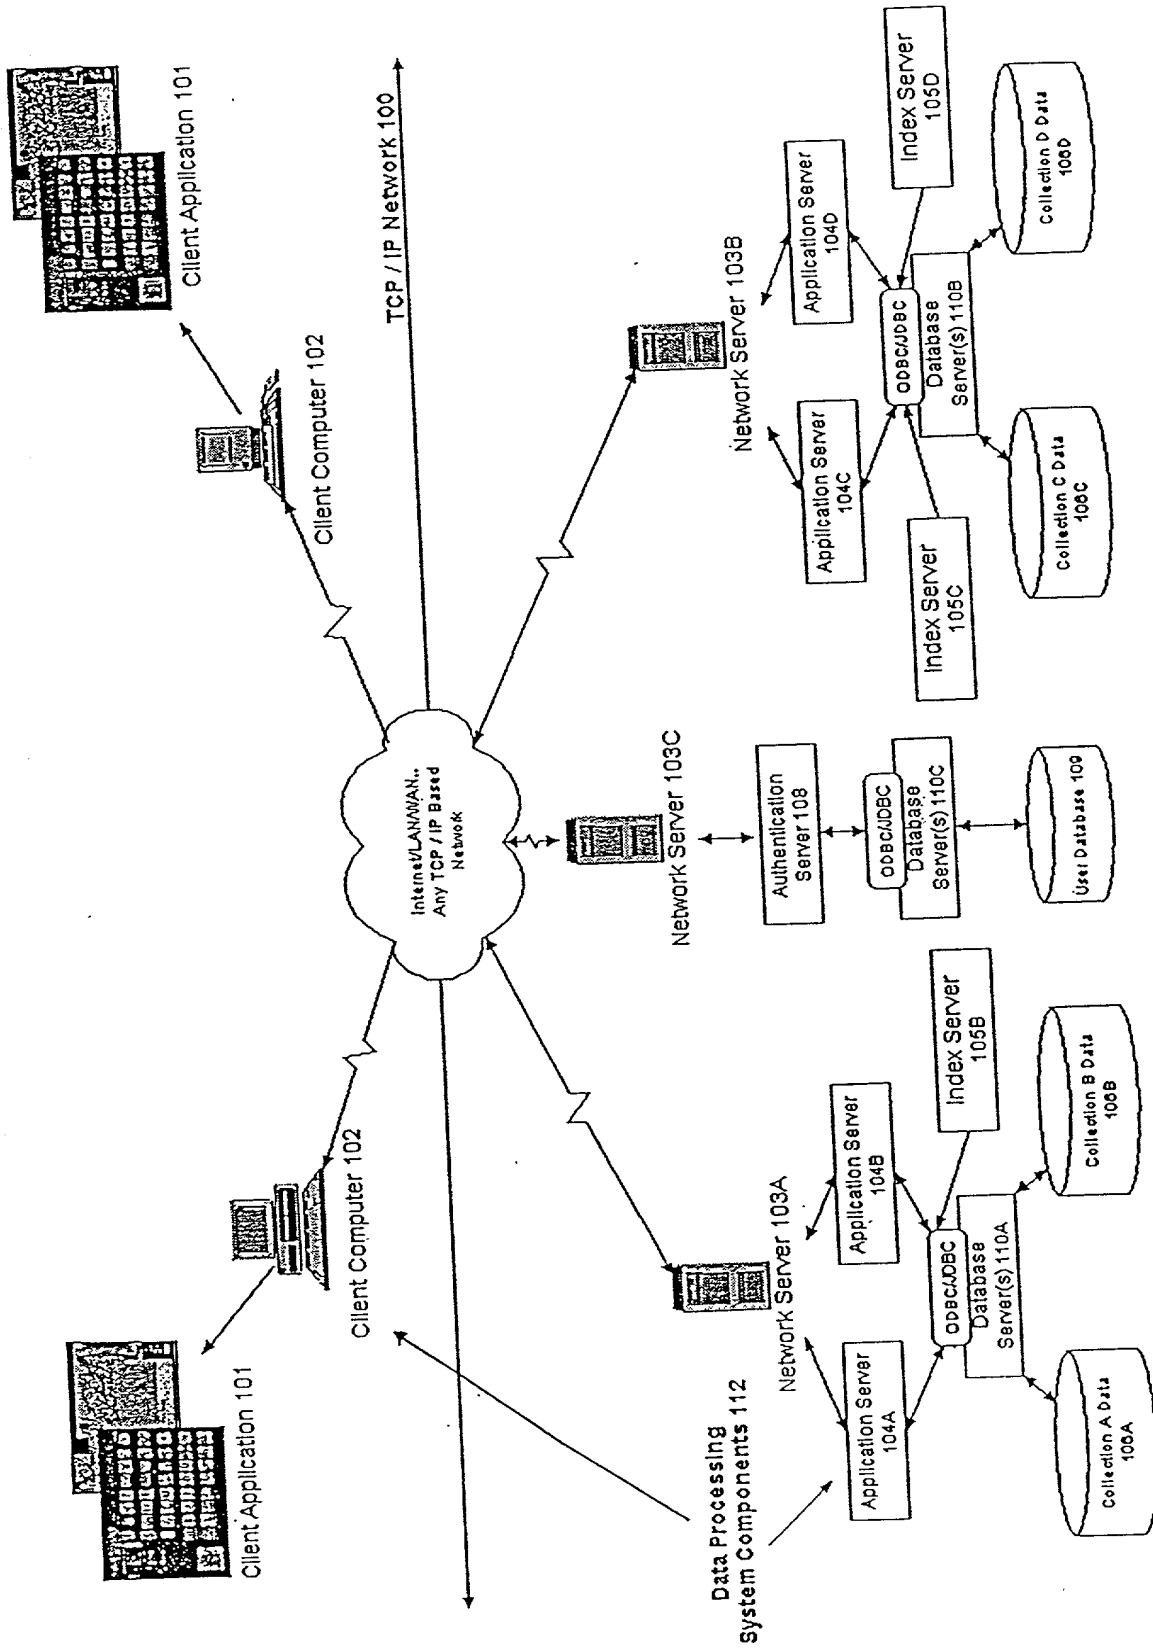 Client Application 101
Client Application 101
Client Computer 102
Client Computer 102
TCP / IP Network 100
Internet/LAN/WAN..
Any TCP / IP Based
Network
Data Processing
System Components 112
Network Server 103A
Network Server 103C
Network Server 103B
Application Server
104A
Application Server
104B
Authentication
Server 108
Application Server
104C
Application Server
104D
ODBC/JDBC
Database
Server(s) 110A
Index Server
105B
ODBC/JDBC
Database
Server(s) 110C
Index Server
105C
ODBC/JDBC
Database
Server(s) 110B
Index Server
105D
Collection A Data
106A
Collection B Data
106B
User Database 109
Collection C Data
106C
Collection D Data
106D